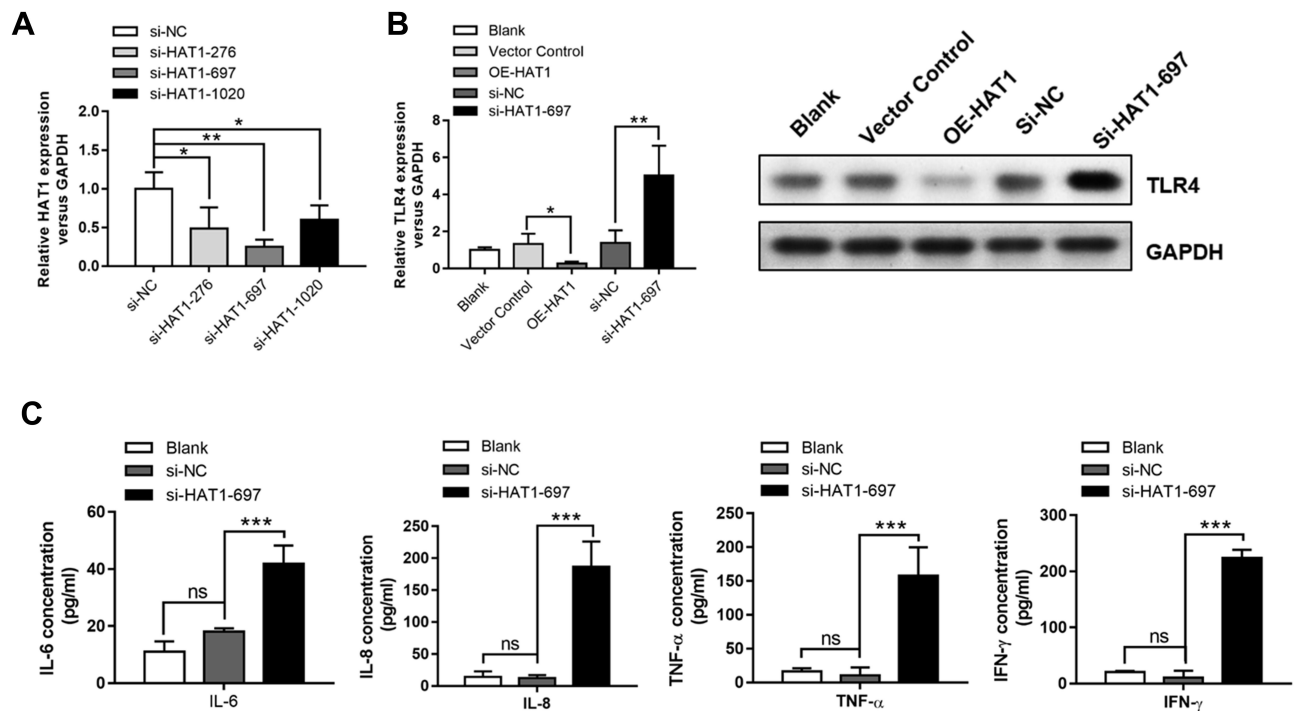 A
si-NC
si-HAT1-276
si-HAT1-697
si-HAT1-1020
Relative HAT1 expression
versus GAPDH
2.0
1.5
1.0
0.5
0.0
*
**
*
si-NC
si-HAT1-276
si-HAT1-697
si-HAT1-1020
B
Blank
Vector Control
OE-HAT1
si-NC
si-HAT1-697
Relative TLR4 expression
versus GAPDH
8
6
4
2
0
*
**
Blank
Vector Control
OE-HAT1
si-NC
si-HAT1-697
Blank
Vector Control
OE-HAT1
Si-NC
Si-HAT1-697
TLR4
GAPDH
C
Blank
si-NC
si-HAT1-697
IL-6 concentration
(pg/ml)
60
40
20
0
ns
***
IL-6
Blank
si-NC
si-HAT1-697
IL-8 concentration
(pg/ml)
250
200
150
100
50
0
ns
***
IL-8
Blank
si-NC
si-HAT1-697
TNF-α concentration
(pg/ml)
250
200
150
100
50
0
ns
***
TNF-α
Blank
si-NC
si-HAT1-697
IFN-γ concentration
(pg/ml)
300
200
100
0
ns
***
IFN-γ